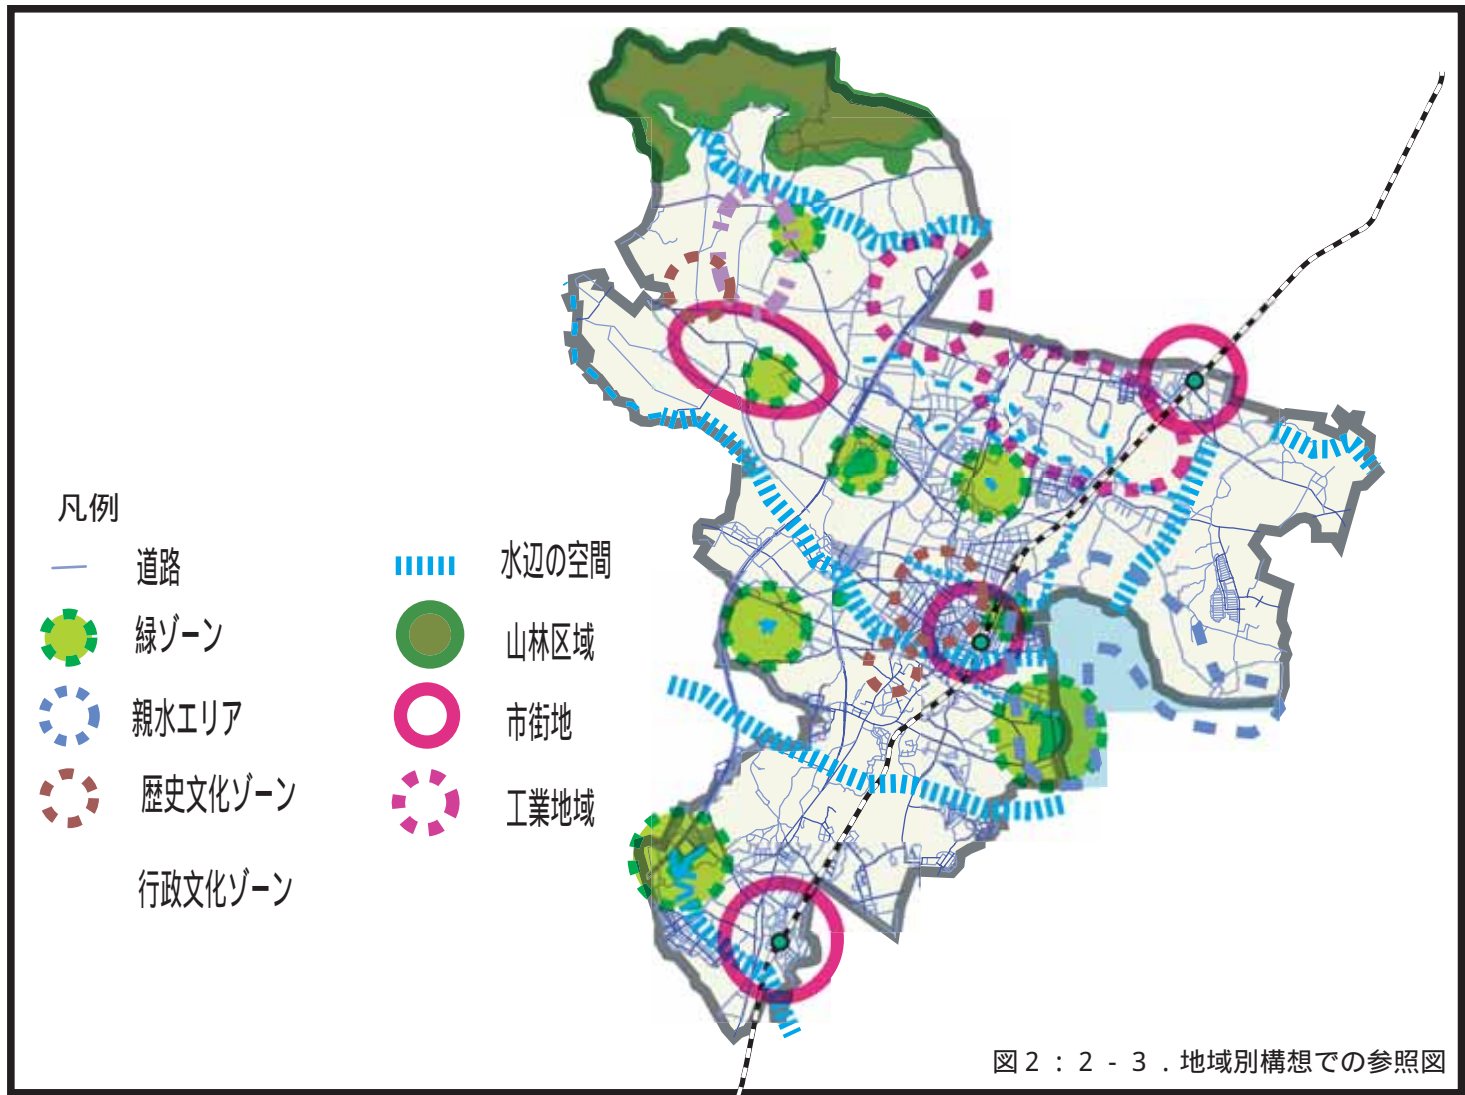 凡例
道路
緑ゾーン
親水エリア
歴史文化ゾーン
行政文化ゾーン
水辺の空間
山林区域
市街地
工業地域
図２：２-３．地域別構想での参照図